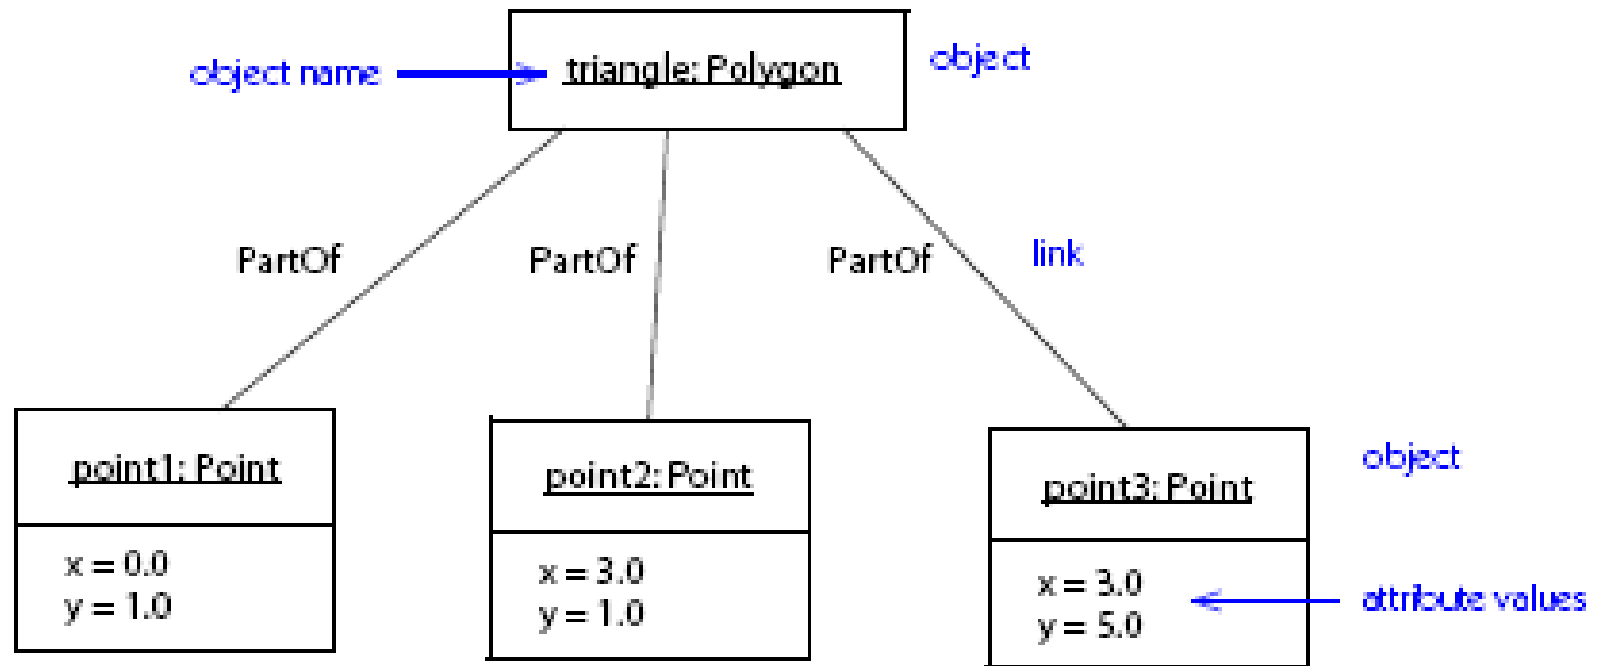 object name
triangle: Polygon
object
PartOf
PartOf
PartOf
link
point1: Point
x = 0.0
y = 1.0
point2: Point
x = 3.0
y = 1.0
point3: Point
x = 3.0
y = 5.0
object
attribute values